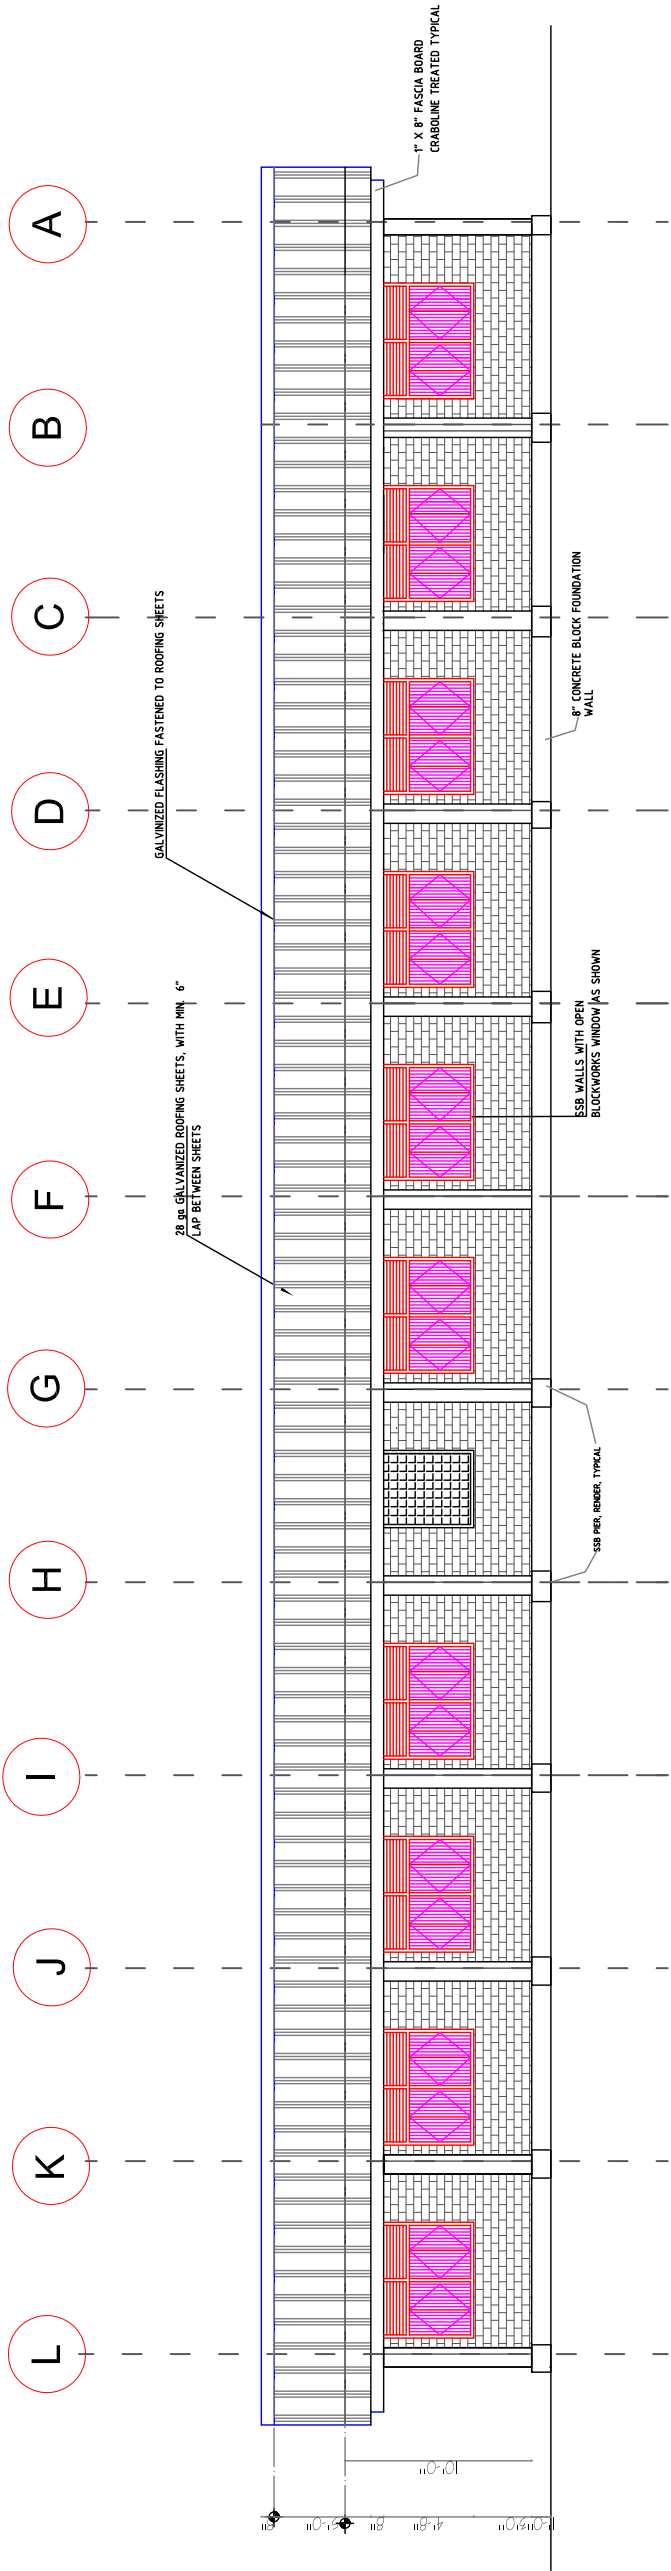 L
K
J
I
H
G
F
E
D
C
B
A
28 ga GALVANIZED ROOFING SHEETS, WITH MIN. 6"
LAP BETWEEN SHEETS
GALVINIZED FLASHING FASTENED TO ROOFING SHEETS
1" X 8" FASCIA BOARD
CRABOLINE TREATED TYPICAL
10'-0"
SSB PIER, RENDER, TYPICAL
SSB WALLS WITH OPEN
BLOCKWORKS WINDOW AS SHOWN
8" CONCRETE BLOCK FOUNDATION
WALL